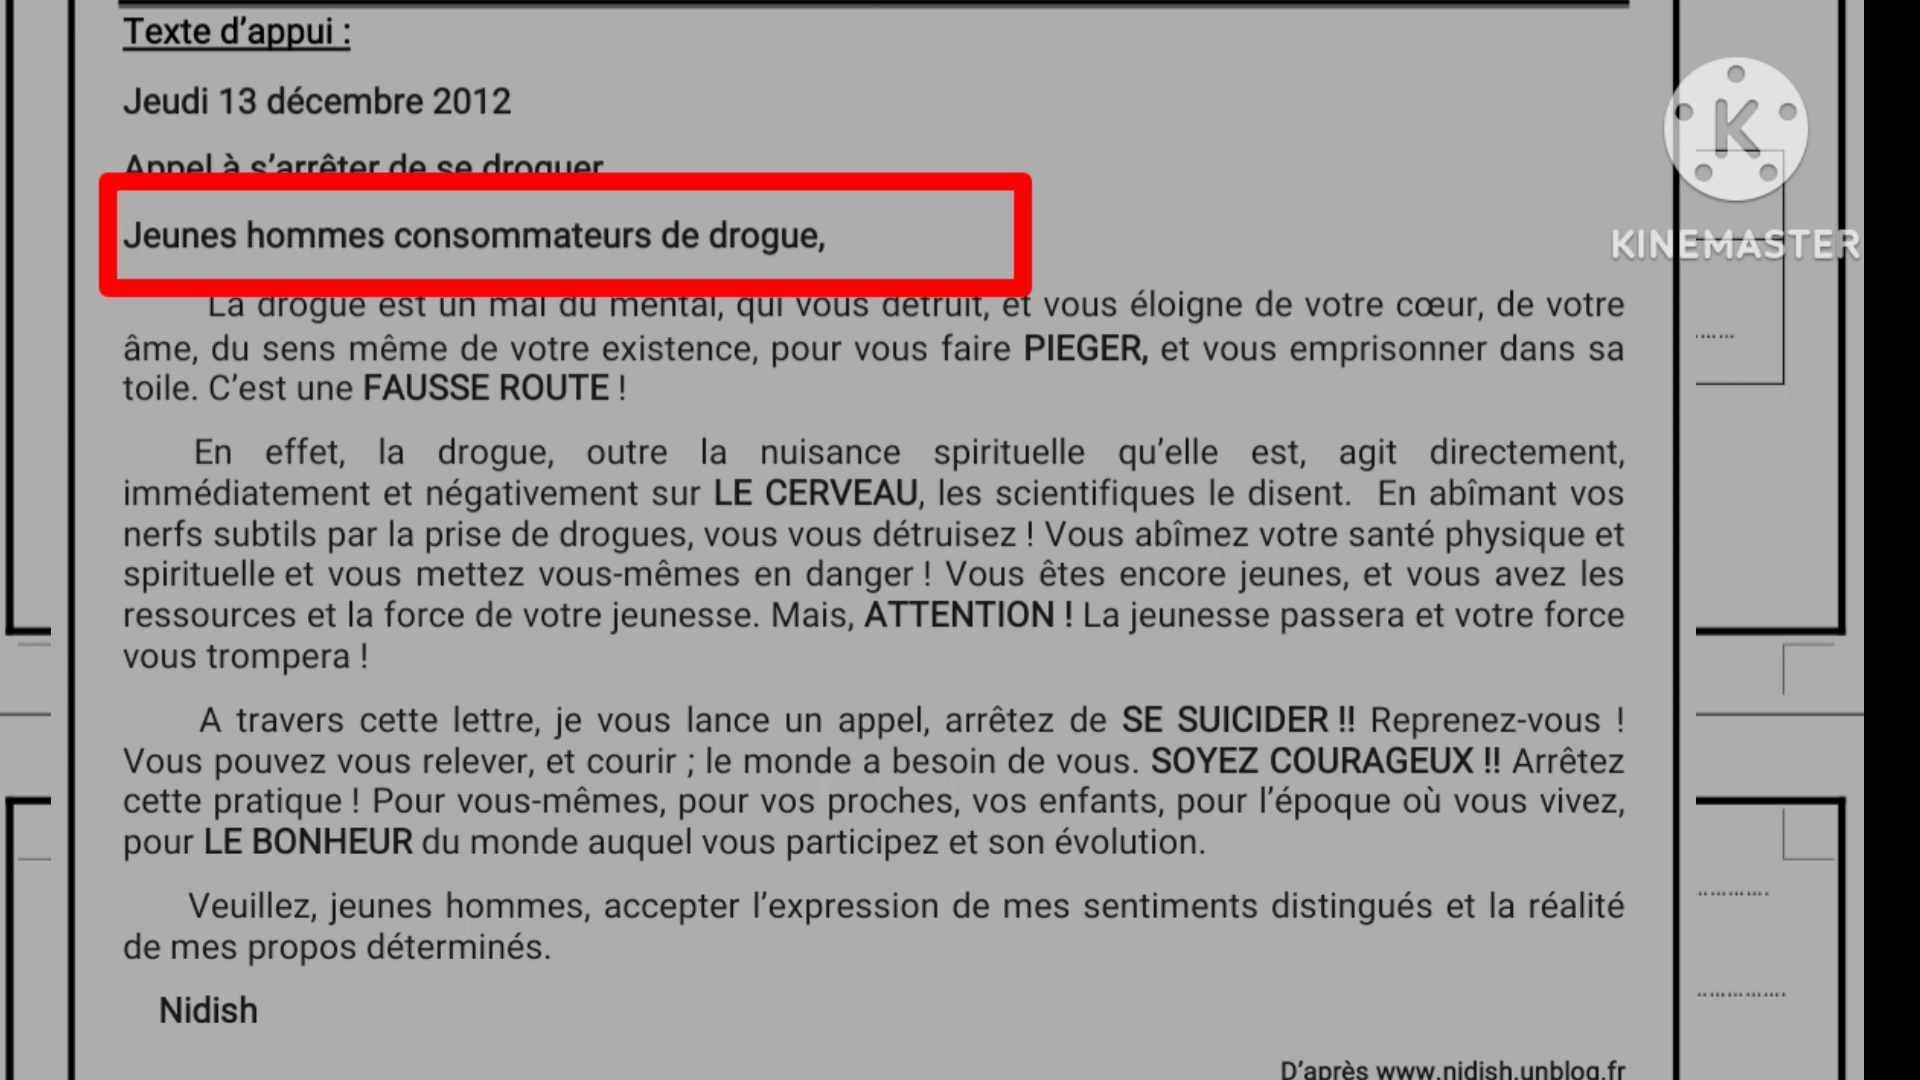 Texte d’appui :
Jeudi 13 décembre 2012
Appel à s’arrêter de se droguer
Jeunes hommes consommateurs de drogue,
La drogue est un mal du mental, qui vous détruit, et vous éloigne de votre cœur, de votre
âme, du sens même de votre existence, pour vous faire PIEGER, et vous emprisonner dans sa
toile. C’est une FAUSSE ROUTE !
En effet, la drogue, outre la nuisance spirituelle qu’elle est, agit directement,
immédiatement et négativement sur LE CERVEAU, les scientifiques le disent. En abîmant vos
nerfs subtils par la prise de drogues, vous vous détruisez ! Vous abîmez votre santé physique et
spirituelle et vous mettez vous-mêmes en danger ! Vous êtes encore jeunes, et vous avez les
ressources et la force de votre jeunesse. Mais, ATTENTION ! La jeunesse passera et votre force
vous trompera !
A travers cette lettre, je vous lance un appel, arrêtez de SE SUICIDER !! Reprenez-vous !
Vous pouvez vous relever, et courir ; le monde a besoin de vous. SOYEZ COURAGEUX !! Arrêtez
cette pratique ! Pour vous-mêmes, pour vos proches, vos enfants, pour l’époque où vous vivez,
pour LE BONHEUR du monde auquel vous participez et son évolution.
Veuillez, jeunes hommes, accepter l’expression de mes sentiments distingués et la réalité
de mes propos déterminés.
Nidish
D’après www.nidish.unblog.fr
K
KINEMASTER